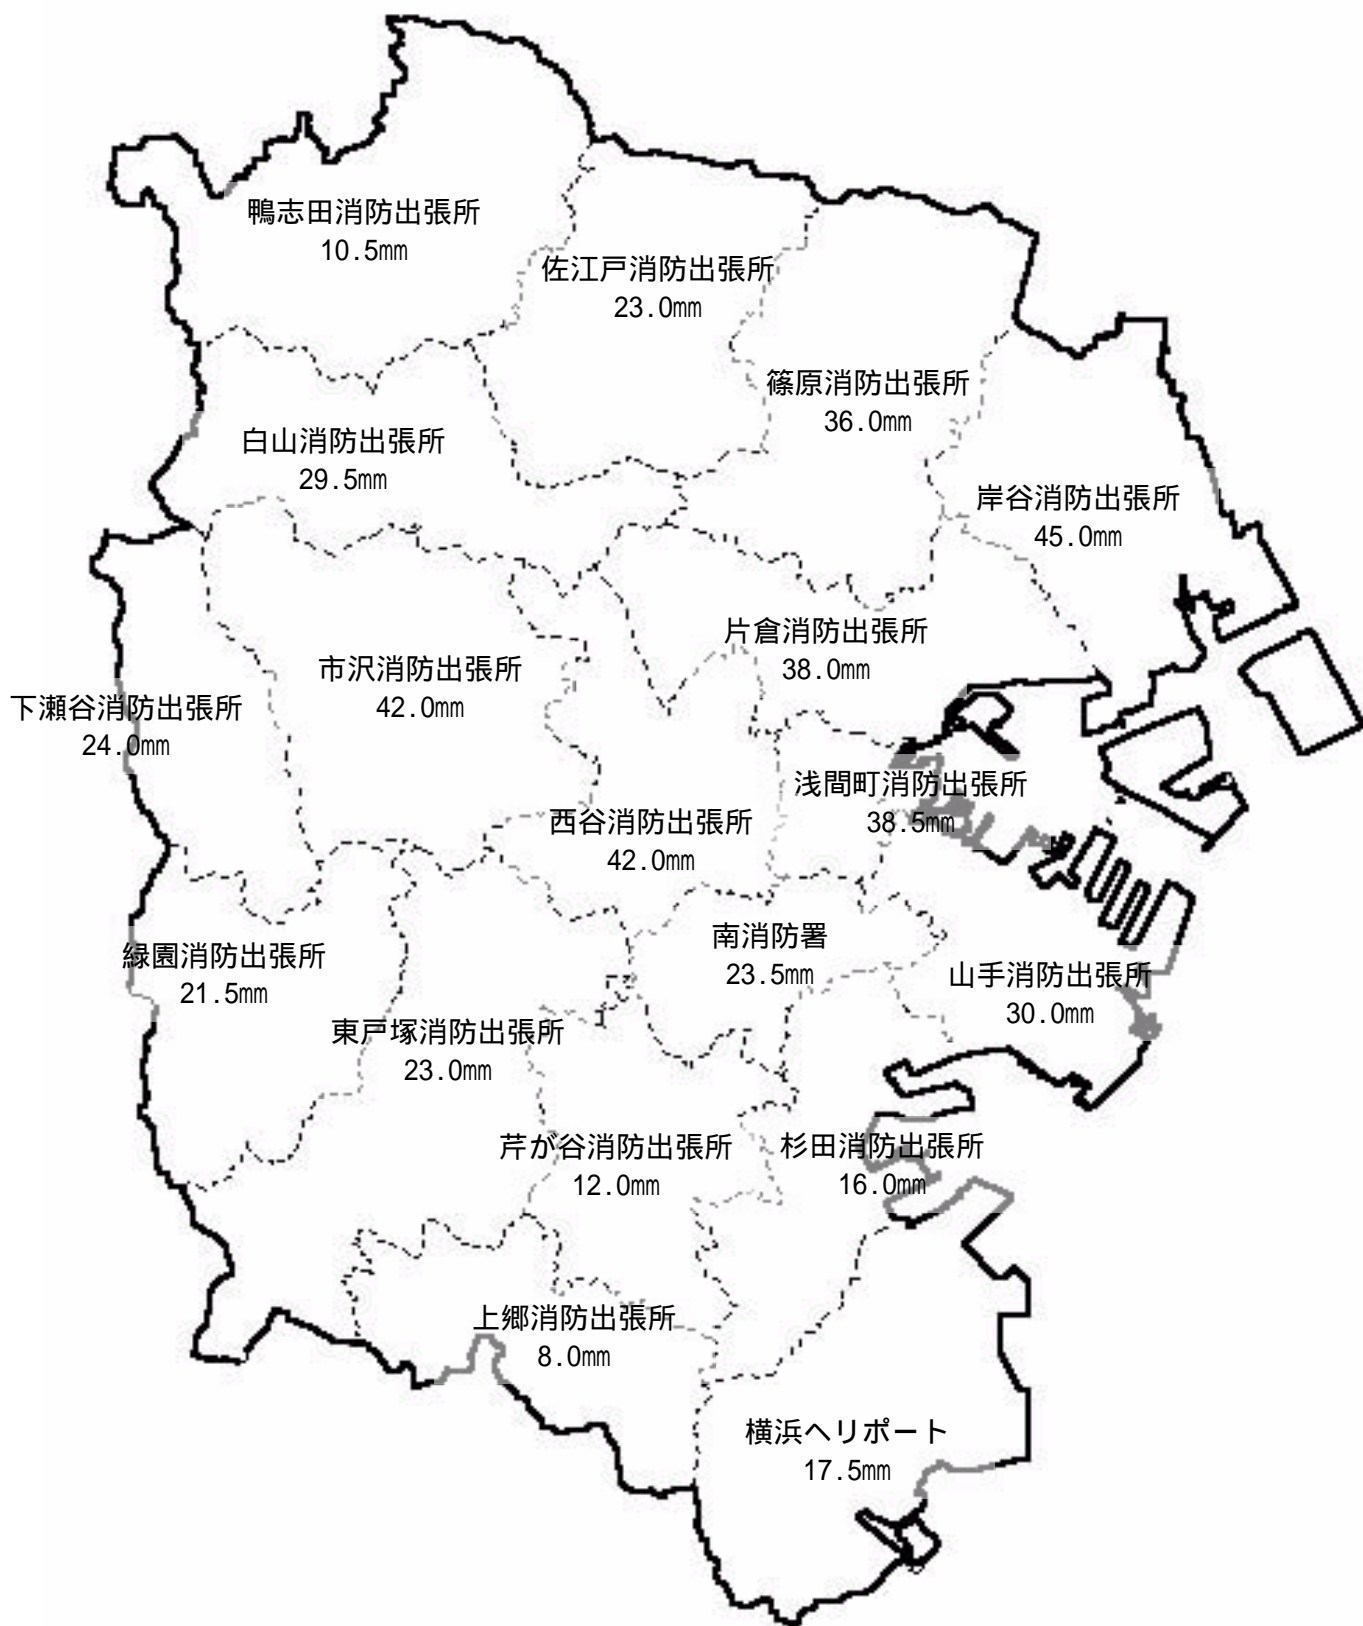 鴨志田消防出張所
10.5mm
佐江戸消防出張所
23.0mm
篠原消防出張所
36.0mm
白山消防出張所
29.5mm
岸谷消防出張所
45.0mm
片倉消防出張所
38.0mm
市沢消防出張所
42.0mm
下瀬谷消防出張所
24.0mm
浅間町消防出張所
38.5mm
西谷消防出張所
42.0mm
南消防署
23.5mm
緑園消防出張所
21.5mm
山手消防出張所
30.0mm
東戸塚消防出張所
23.0mm
芹が谷消防出張所
12.0mm
杉田消防出張所
16.0mm
上郷消防出張所
8.0mm
横浜ヘリポート
17.5mm